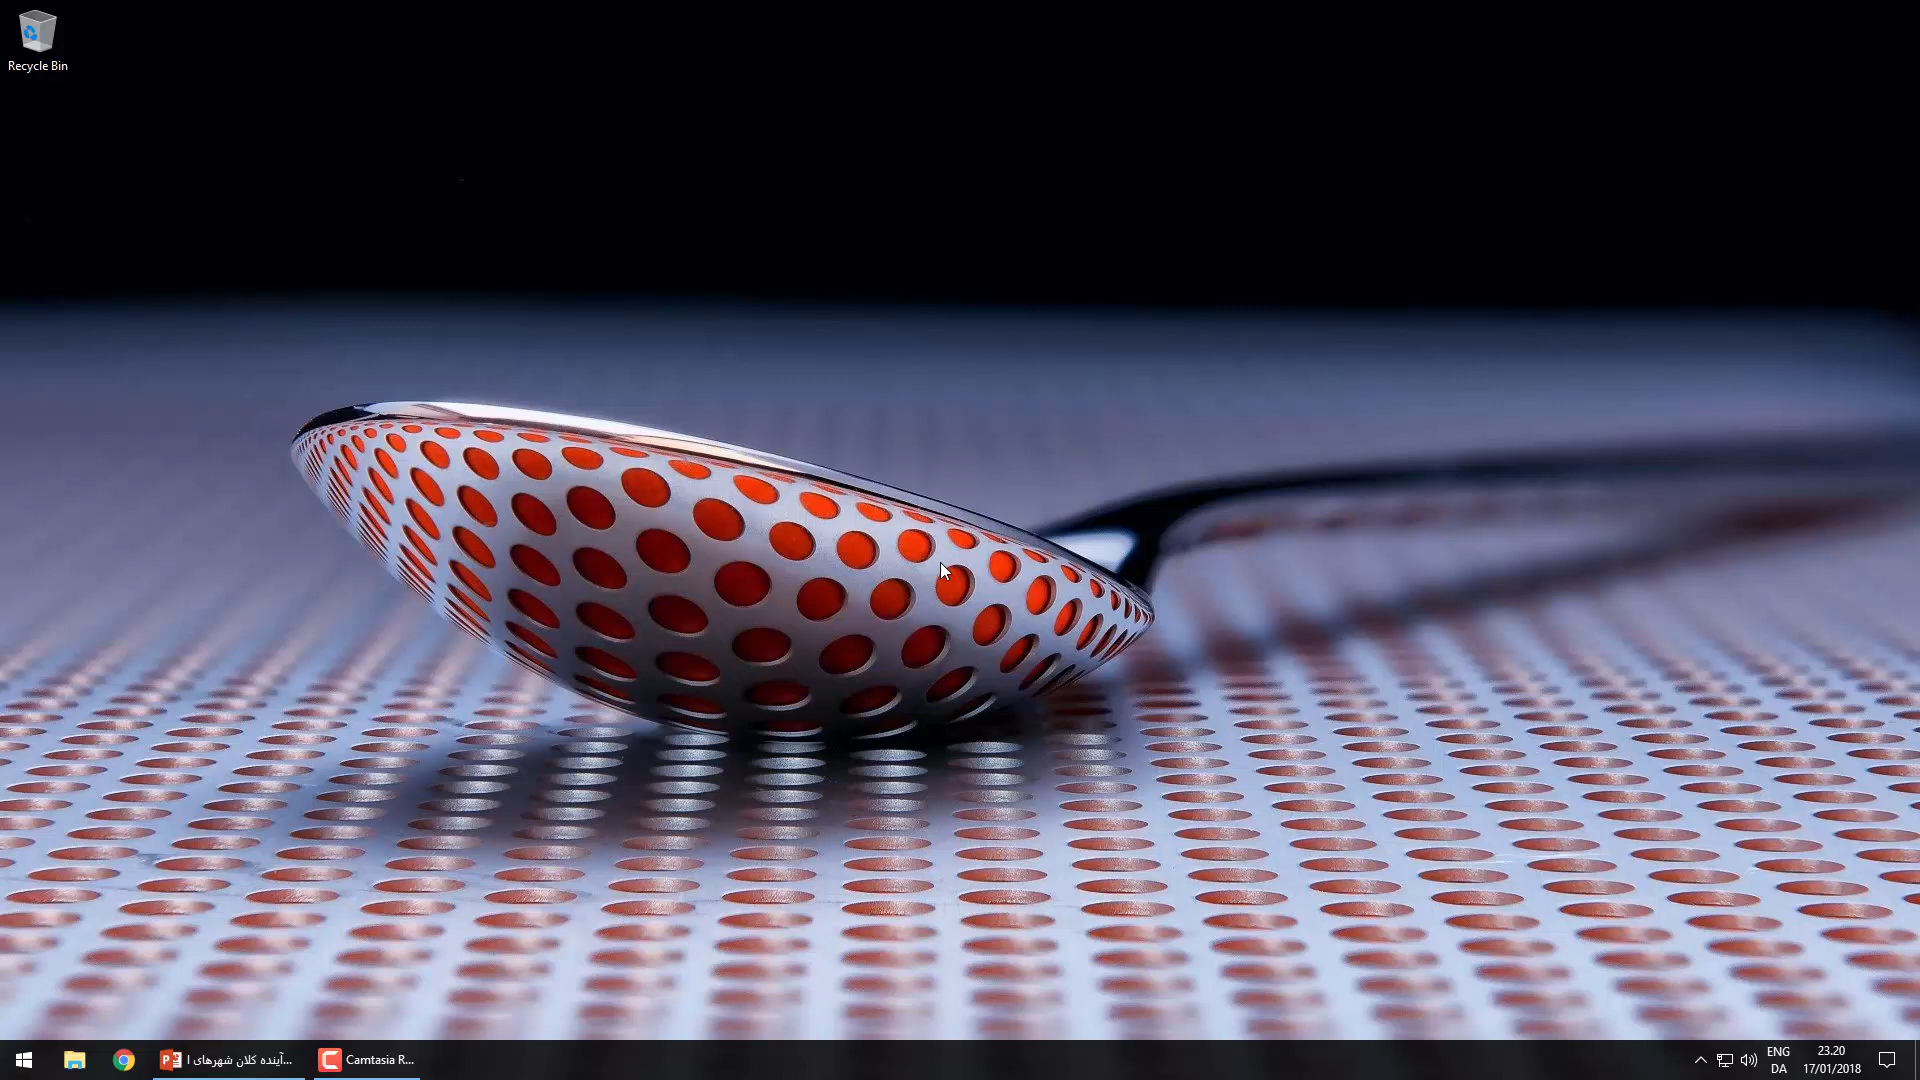 Recycle Bin
آینده کلان شهرهای ا...
Camtasia R...
ENG
DA
23.20
17/01/2018